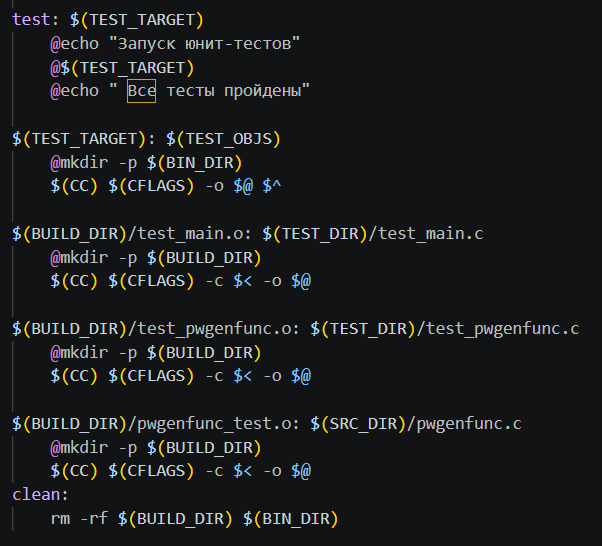 test: $(TEST_TARGET)
@echo "Запуск юнит-тестов"
@$(TEST_TARGET)
@echo " Все тесты пройдены"
$(TEST_TARGET): $(TEST_OBJS)
@mkdir -p $(BIN_DIR)
$(CC) $(CFLAGS) -o $@ $^
$(BUILD_DIR)/test_main.o: $(TEST_DIR)/test_main.c
@mkdir -p $(BUILD_DIR)
$(CC) $(CFLAGS) -c $< -o $@
$(BUILD_DIR)/test_pwgenfunc.o: $(TEST_DIR)/test_pwgenfunc.c
@mkdir -p $(BUILD_DIR)
$(CC) $(CFLAGS) -c $< -o $@
$(BUILD_DIR)/pwgenfunc_test.o: $(SRC_DIR)/pwgenfunc.c
@mkdir -p $(BUILD_DIR)
$(CC) $(CFLAGS) -c $< -o $@
clean:
rm -rf $(BUILD_DIR) $(BIN_DIR)